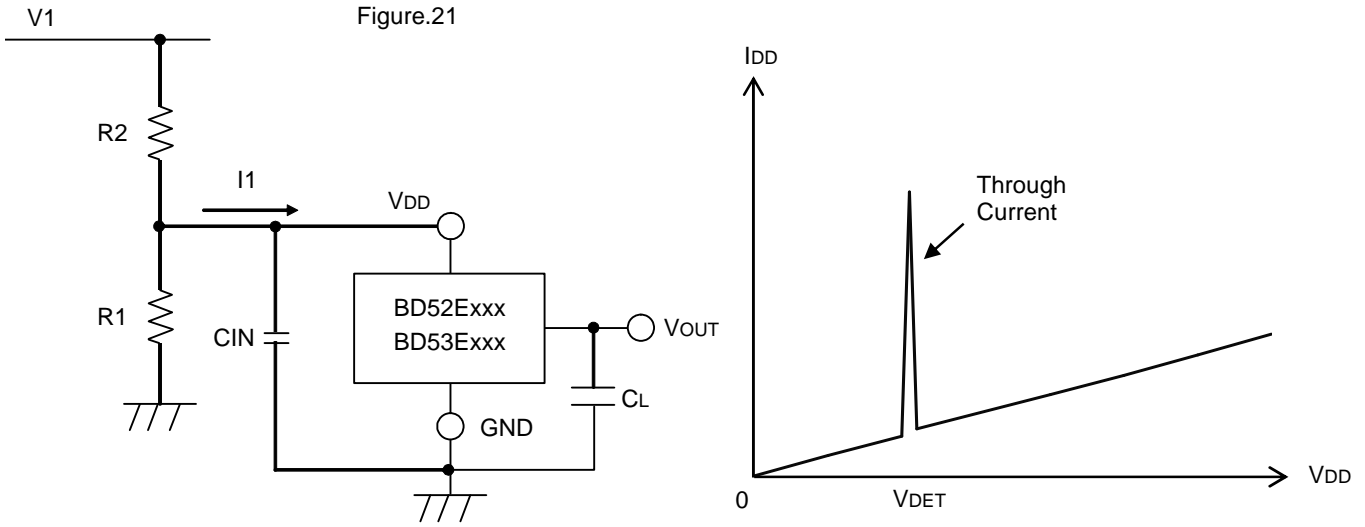 V1
Figure.21
R2
I1
VDD
R1
CIN
BD52Exxx
BD53Exxx
VOUT
CL
GND
IDD
Through
Current
0
VDET
VDD